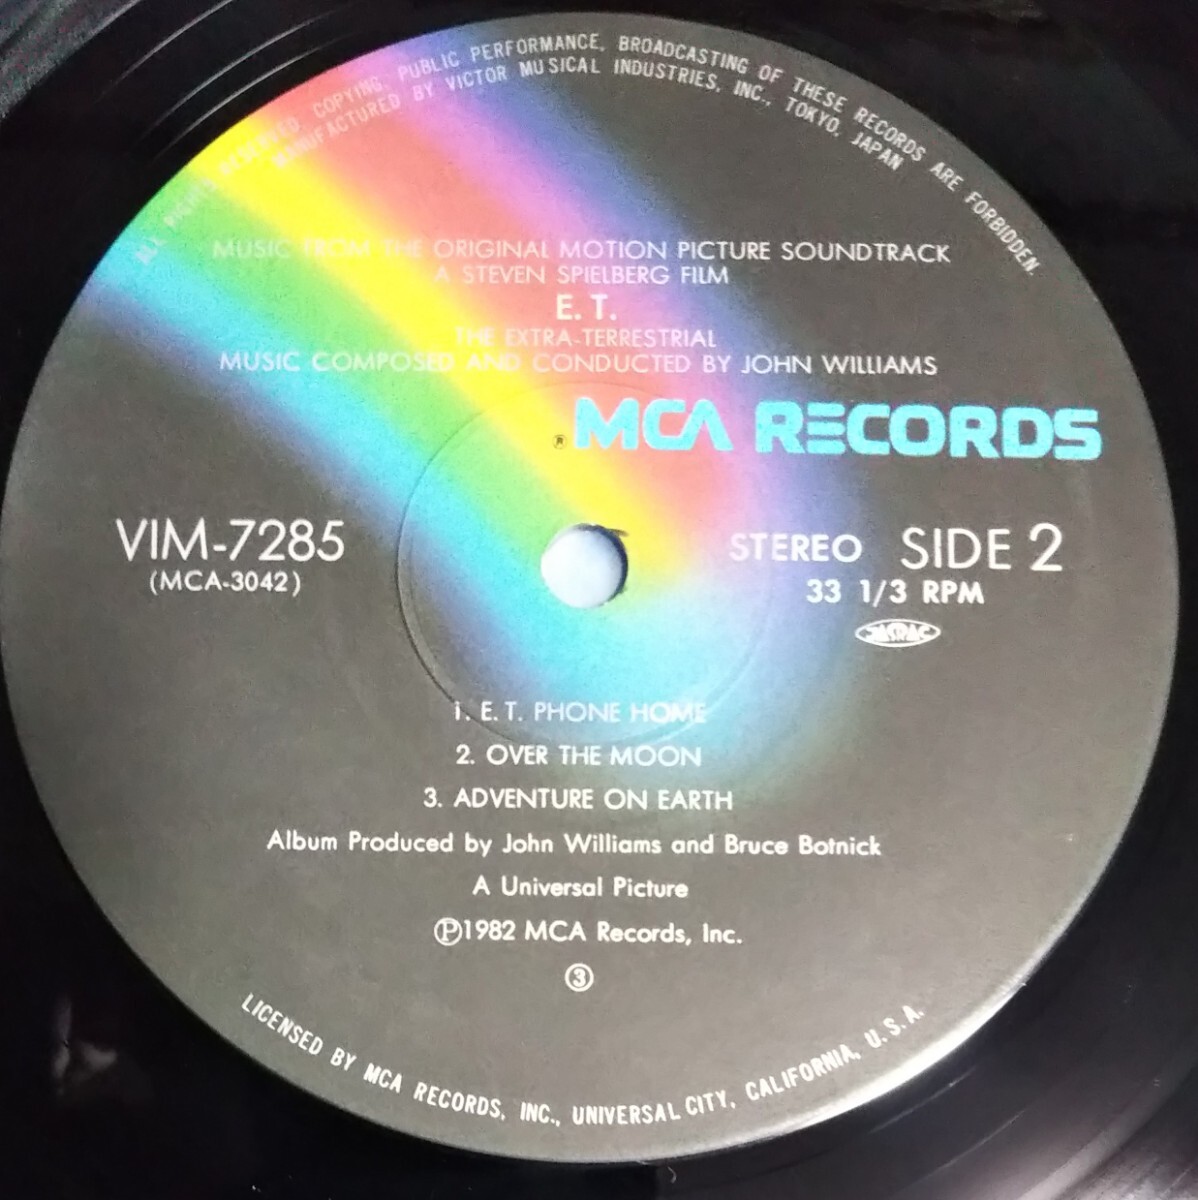 ALL RIGHTS RESERVED. COPYING, PUBLIC PERFORMANCE, BROADCASTING OF THESE RECORDS ARE FORBIDDEN.
MANUFACTURED BY VICTOR MUSICAL INDUSTRIES, INC., TOKYO, JAPAN
MUSIC FROM THE ORIGINAL MOTION PICTURE SOUNDTRACK
A STEVEN SPIELBERG FILM
E.T.
THE EXTRA-TERRESTRIAL
MUSIC COMPOSED AND CONDUCTED BY JOHN WILLIAMS
® MCA RECORDS
VIM-7285
(MCA-3042)
STEREO SIDE 2
33 1/3 RPM
JASRAC
1. E.T. PHONE HOME
2. OVER THE MOON
3. ADVENTURE ON EARTH
Album Produced by John Williams and Bruce Botnick
A Universal Picture
Ⓟ1982 MCA Records, Inc.
③
LICENSED BY MCA RECORDS, INC., UNIVERSAL CITY, CALIFORNIA, U.S.A.